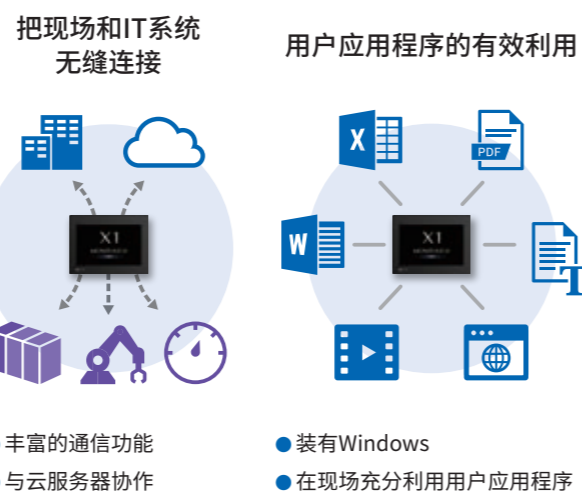 把现场和IT系统
无缝连接
用户应用程序的有效利用
X
PDF
X1
X1
W
T
丰富的通信功能
与云服务器协作
装有Windows
在现场充分利用用户应用程序